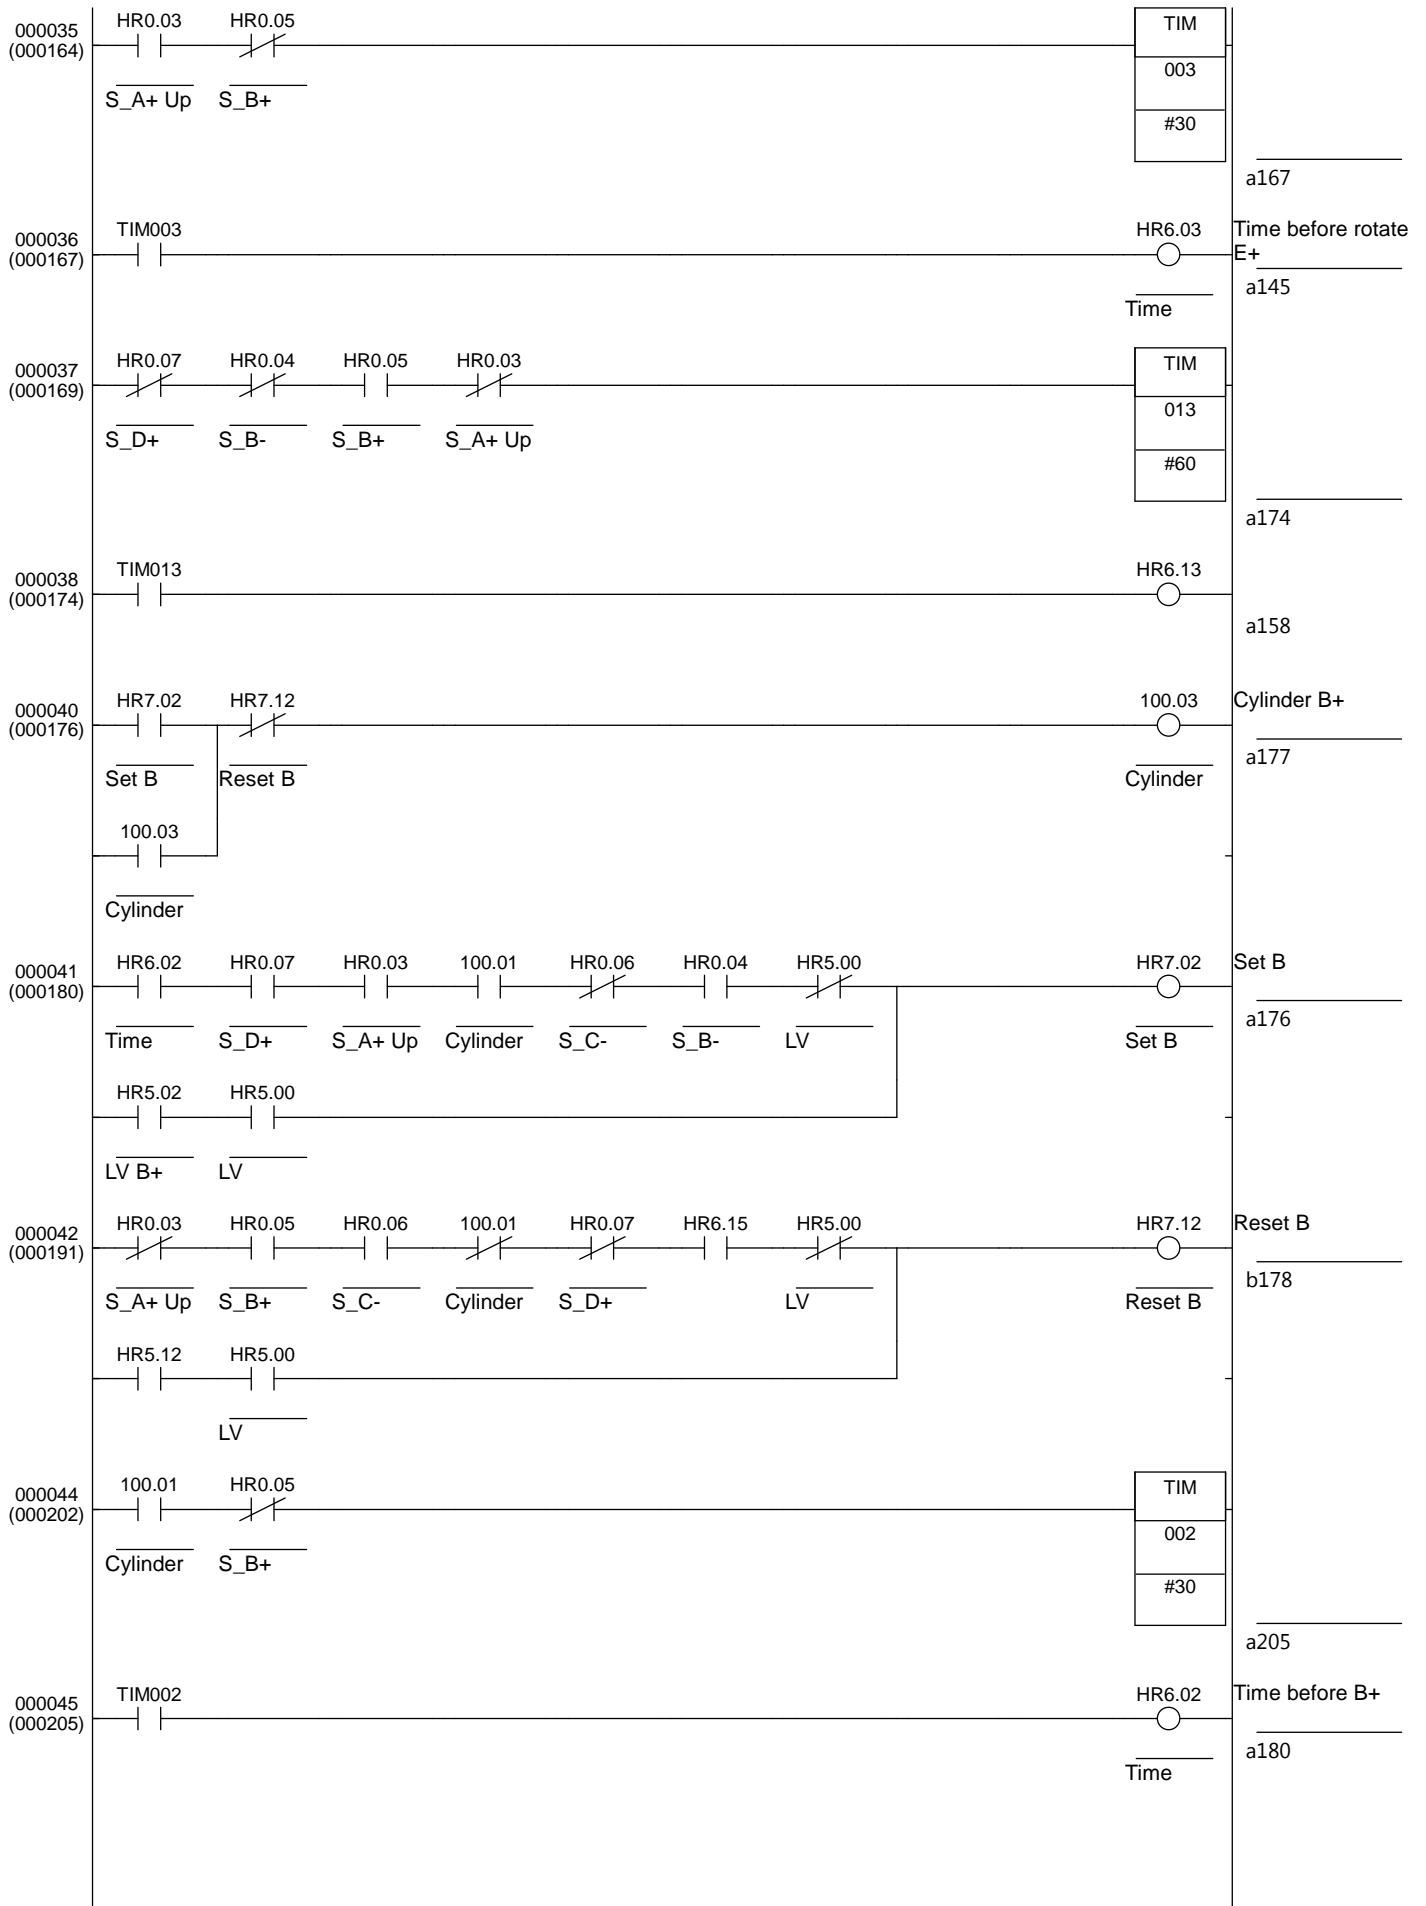 000035
(000164)
HR0.03 HR0.05
S_A+ Up S_B+
TIM
003
#30
a167
000036
(000167)
TIM003
HR6.03
Time
Time before rotate
E+
a145
000037
(000169)
HR0.07 HR0.04 HR0.05 HR0.03
S_D+ S_B- S_B+ S_A+ Up
TIM
013
#60
a174
000038
(000174)
TIM013
HR6.13
a158
000040
(000176)
HR7.02 HR7.12
Set B Reset B
100.03
Cylinder
Cylinder B+
a177
100.03
Cylinder
000041
(000180)
HR6.02 HR0.07 HR0.03 100.01 HR0.06 HR0.04 HR5.00
Time S_D+ S_A+ Up Cylinder S_C- S_B- LV
HR7.02
Set B
Set B
a176
HR5.02 HR5.00
LV B+ LV
000042
(000191)
HR0.03 HR0.05 HR0.06 100.01 HR0.07 HR6.15 HR5.00
S_A+ Up S_B+ S_C- Cylinder S_D+ LV
HR7.12
Reset B
Reset B
b178
HR5.12 HR5.00
LV
000044
(000202)
100.01 HR0.05
Cylinder S_B+
TIM
002
#30
a205
000045
(000205)
TIM002
HR6.02
Time
Time before B+
a180